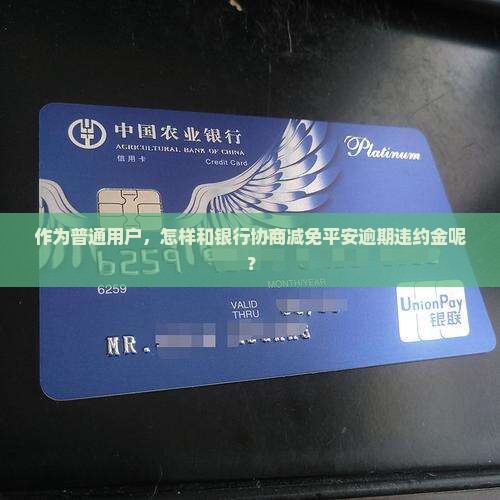 中国农业银行
AGRICULTURAL BANK OF CHINA
信用卡
Credit Card
Platinum
作为普通用户，怎样和银行协商减免平安逾期违约金呢
？
6259
6259
MONTH/YEAR
VALID
THRU
UnionPay
银联
MR.